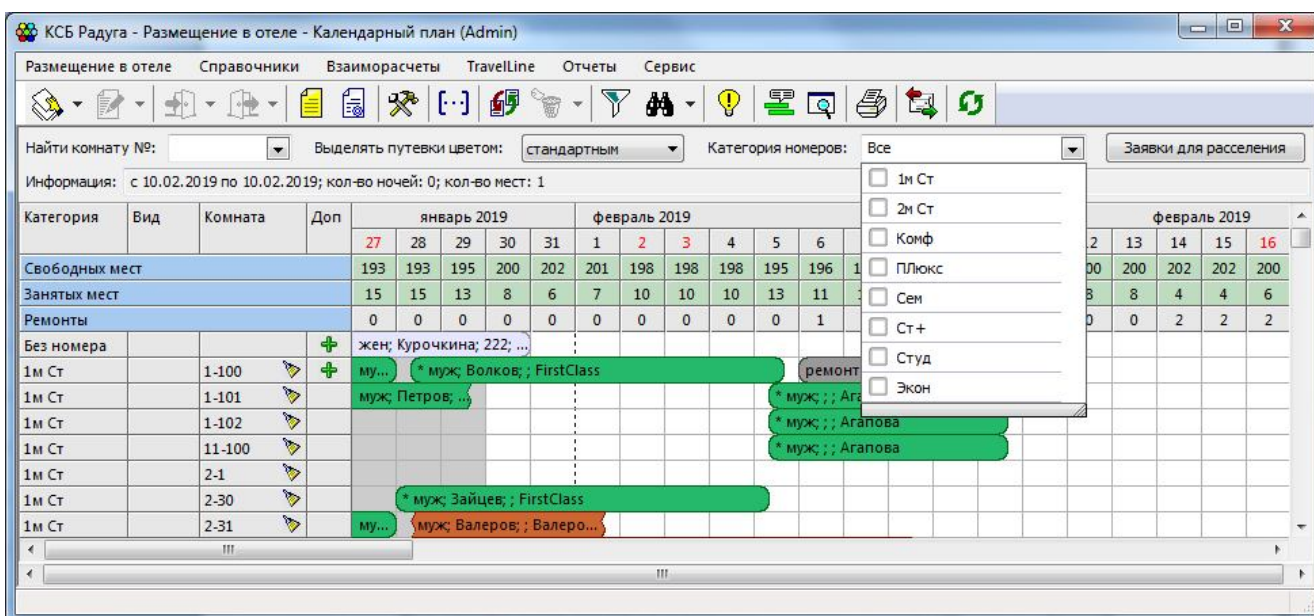 КСБ Радуга - Размещение в отеле - Календарный план (Admin)
Размещение в отеле Справочники Взаиморасчеты TravelLine Отчеты Сервис
Найти комнату №: Выделять путевки цветом: стандартным Категория номеров: Все Заявки для расселения
Информация: с 10.02.2019 по 10.02.2019; кол-во ночей: 0; кол-во мест: 1
1м Ст
2м Ст
Комф
ПЛюкс
Сем
Ст+
Студ
Экон
Категория Вид Комната Доп январь 2019 февраль 2019 февраль 2019
27 28 29 30 31 1 2 3 4 5 6 13 14 15 16
Свободных мест 193 193 195 200 202 201 198 198 198 195 196 200 202 202 200
Занятых мест 15 15 13 8 6 7 10 10 10 13 11 8 4 4 6
Ремонты 0 0 0 0 0 0 0 0 0 0 1 0 2 2 2
Без номера жен; Курочкина; 222; ...
1м Ст 1-100 му... * муж; Волков; ; FirstClass ремонт
1м Ст 1-101 муж; Петров; ... * муж; ; ; Ага
1м Ст 1-102 * муж; ; ; Агапова
1м Ст 11-100 * муж; ; ; Агапова
1м Ст 2-1
1м Ст 2-30 * муж; Зайцев; ; FirstClass
1м Ст 2-31 му... муж; Валеров; ; Валеро...